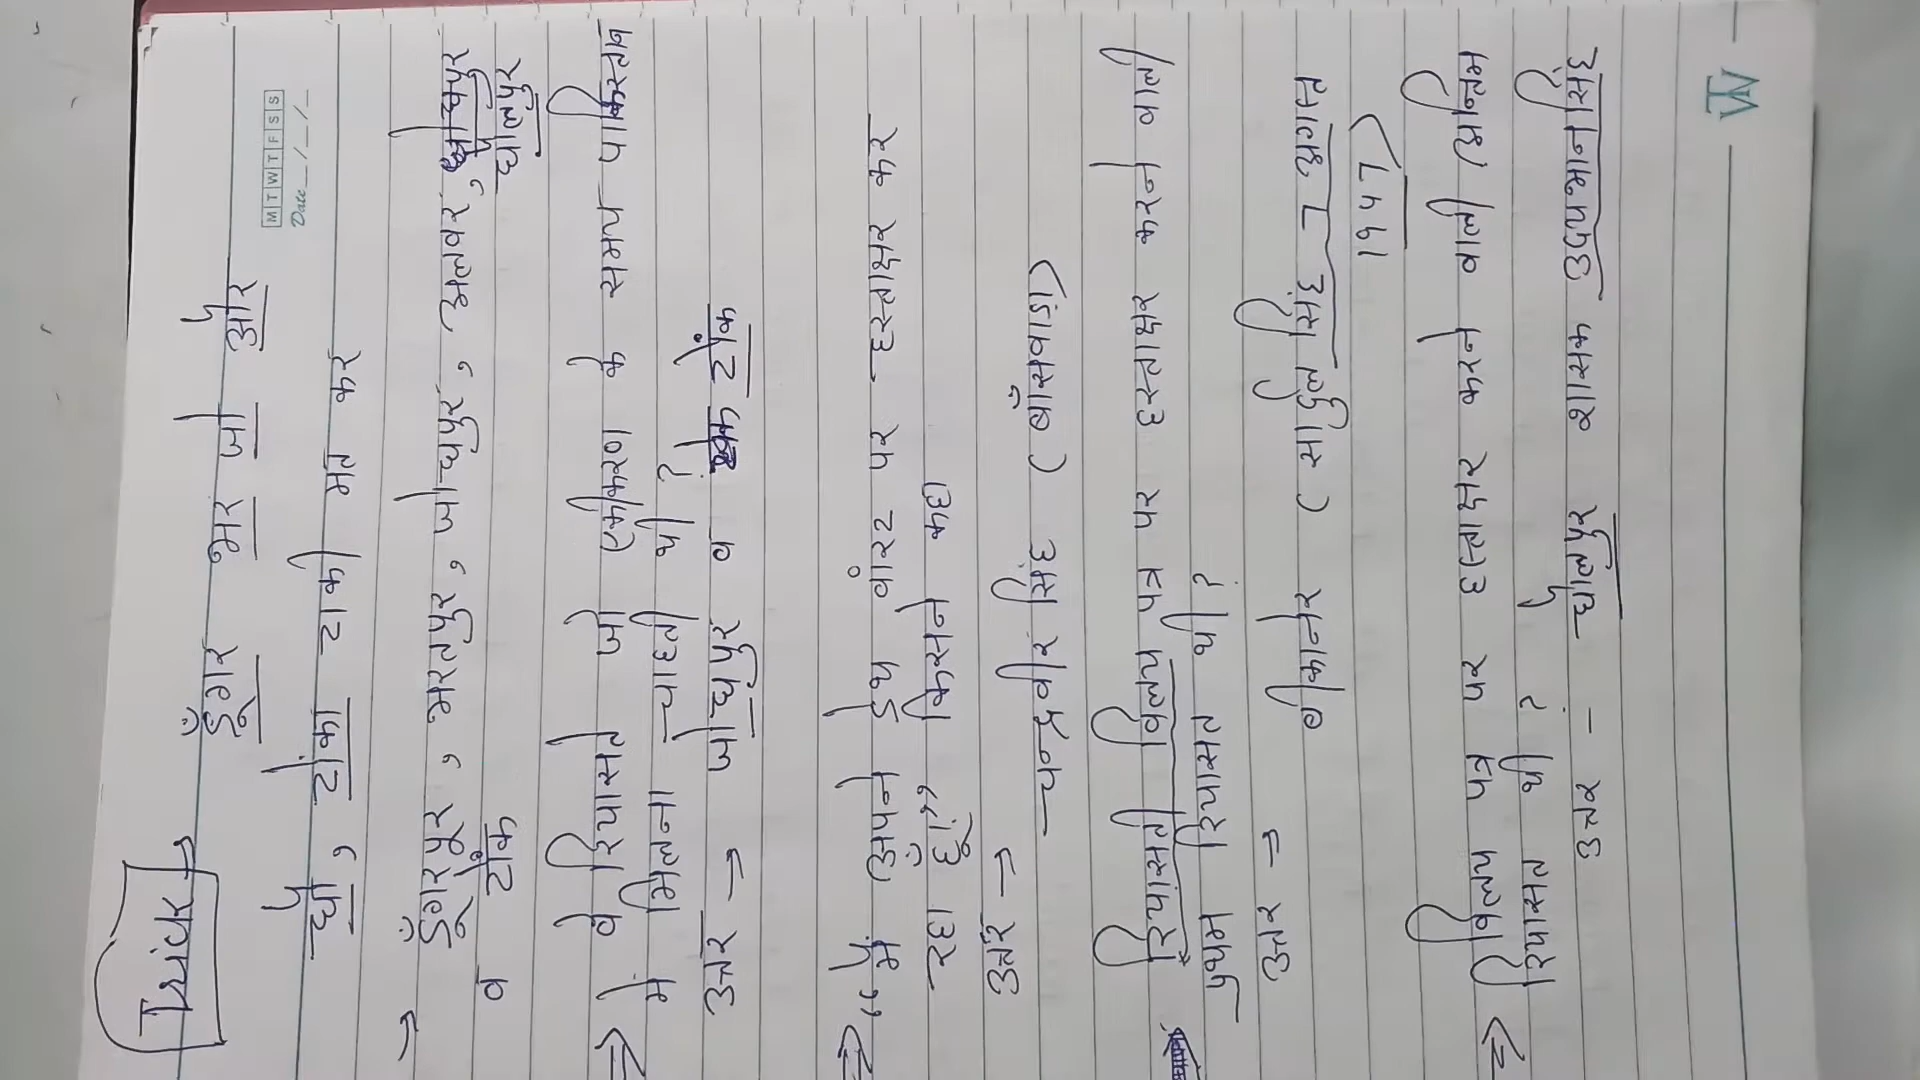 M T W T F S S
Date__/__/__
Trick → डूँगर भर जो और
धौ, टोंका टाकी मत कर
→ डूँगरपुर, भरतपुर, जोधपुर, अलवर,
धौलपुर
व टोंक
⇒ वे रियासते जो एकीकरण के समय पाकिस्तान
मे मिलना चाहती थी?
उत्तर → जोधपुर व टोंक
⇒ "मैं अपने डेथ वारंट पर हस्ताक्षर कर
रहा हूँ।" किसने कहा
उत्तर →
चन्द्रवीर सिंह (बाँसवाड़ा)
रियासती विलय पत्र पर हस्ताक्षर करने वाली
प्रथम रियासत थी?
उत्तर → बीकानेर (सार्दुल सिंह 7 अगस्त
1947)
⇒ विलय पत्र पर हस्ताक्षर करने वाली अन्तिम
रियासत थी?
उत्तर - धौलपुर शासक उदयभान सिंह